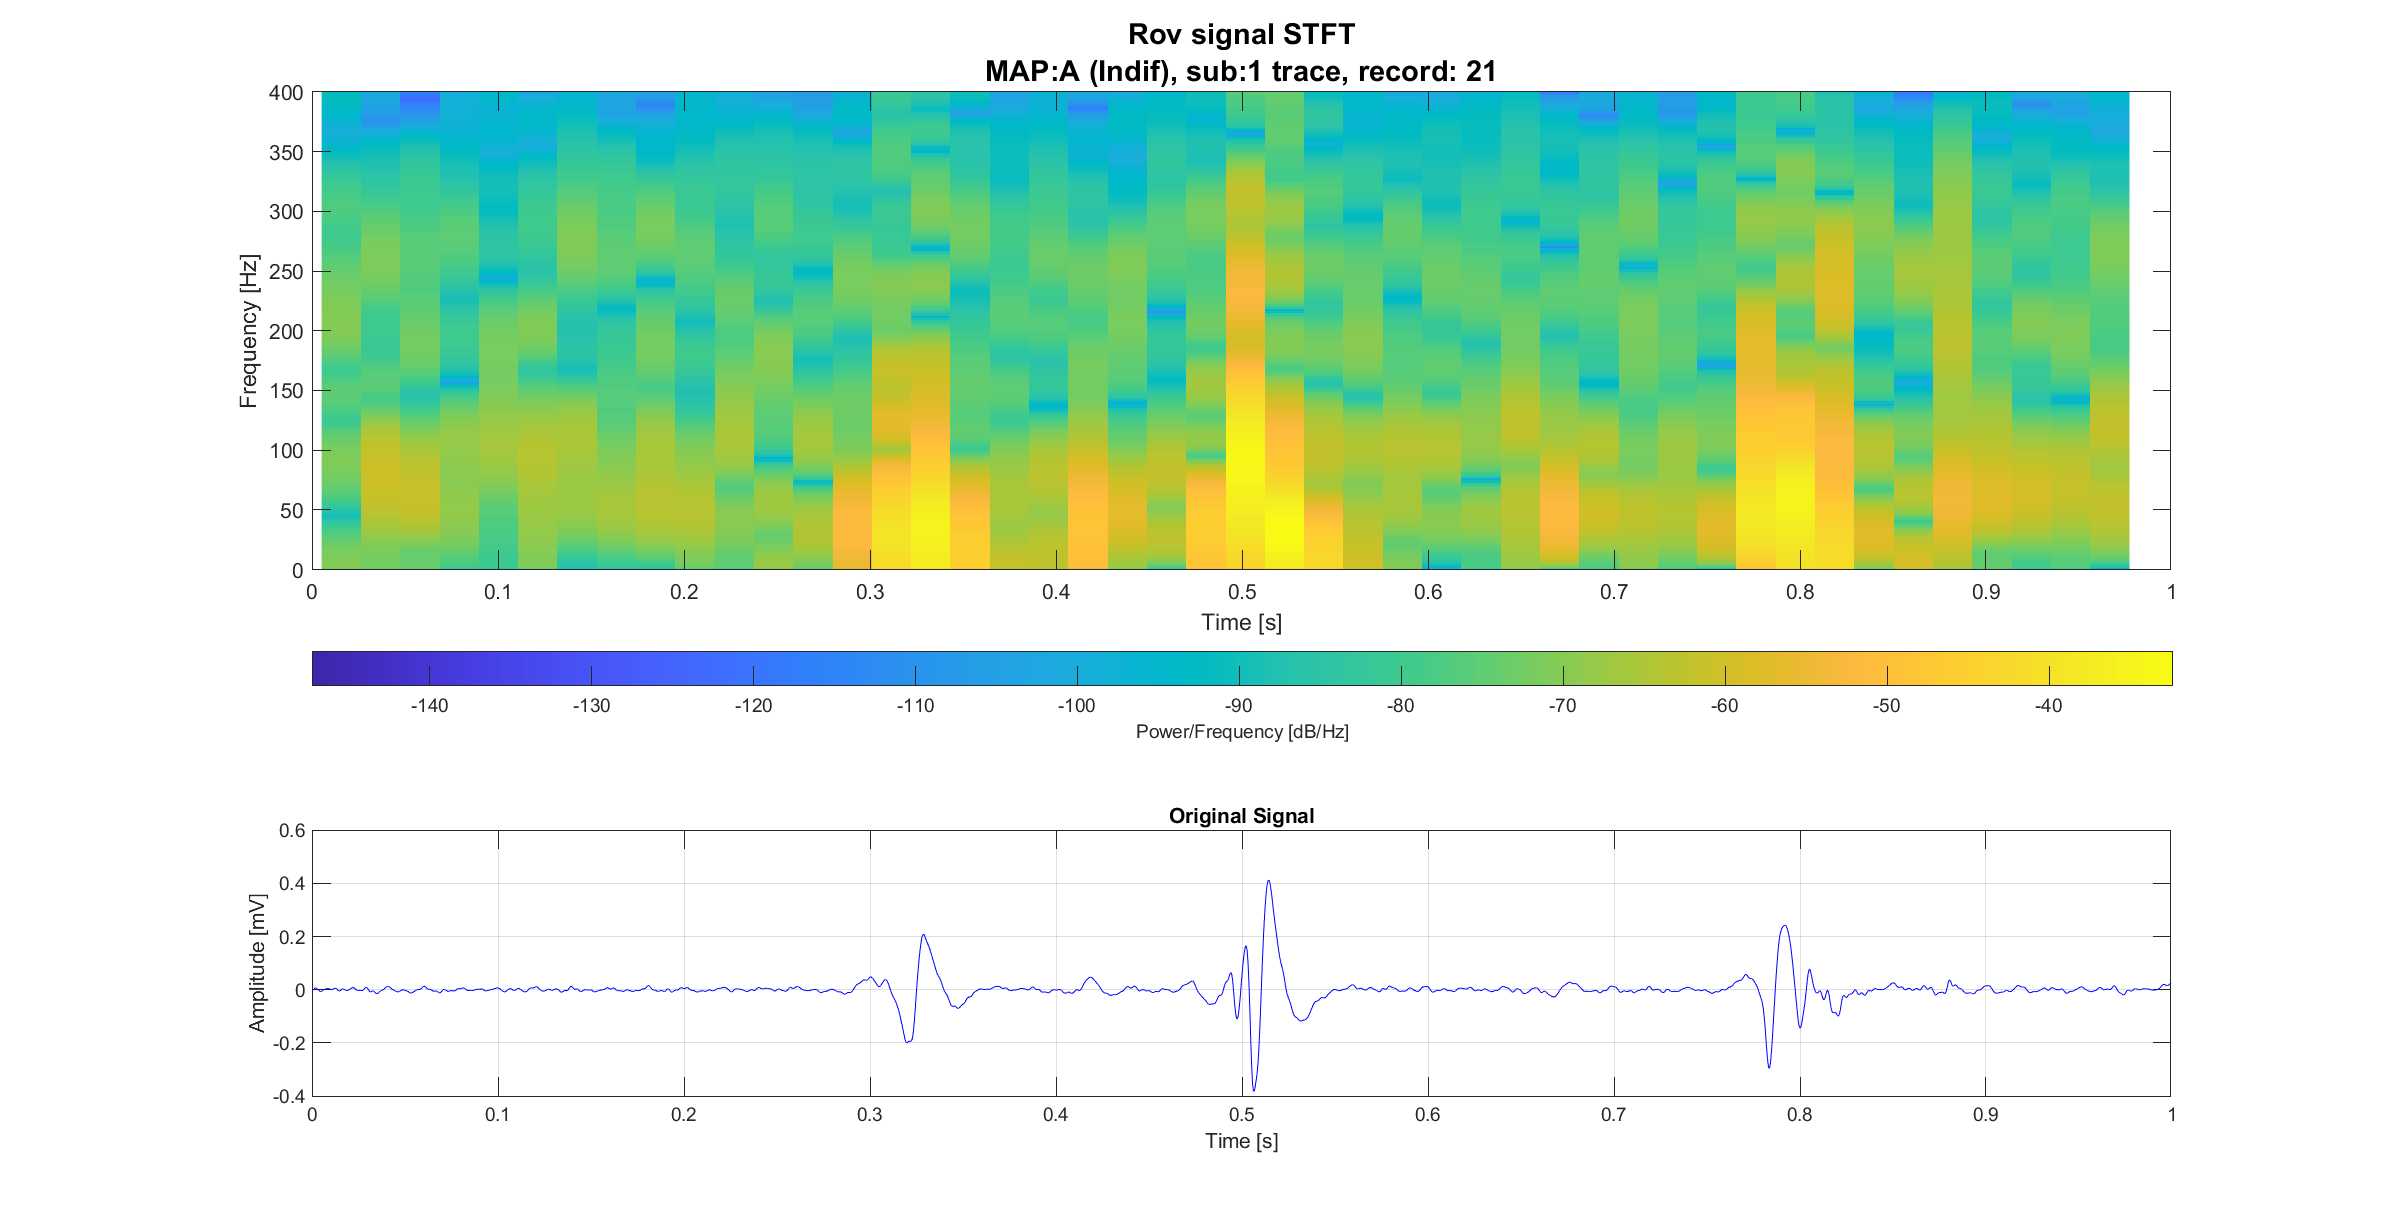 Rov signal STFT
MAP:A (Indif), sub:1 trace, record: 21
400
350
300
250
200
150
100
50
0
Frequency [Hz]
0 0.1 0.2 0.3 0.4 0.5 0.6 0.7 0.8 0.9 1
Time [s]
-140 -130 -120 -110 -100 -90 -80 -70 -60 -50 -40
Power/Frequency [dB/Hz]
Original Signal
0.6
0.4
0.2
0
-0.2
-0.4
Amplitude [mV]
0 0.1 0.2 0.3 0.4 0.5 0.6 0.7 0.8 0.9 1
Time [s]